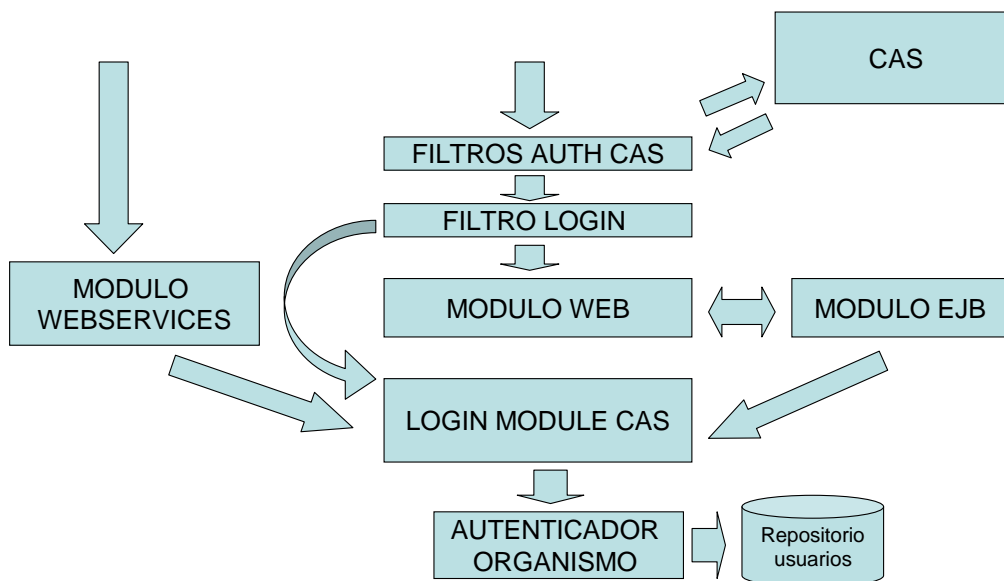 CAS
FILTROS AUTH CAS
FILTRO LOGIN
MODULO
WEBSERVICES
MODULO WEB
MODULO EJB
LOGIN MODULE CAS
AUTENTICADOR
ORGANISMO
Repositorio
usuarios